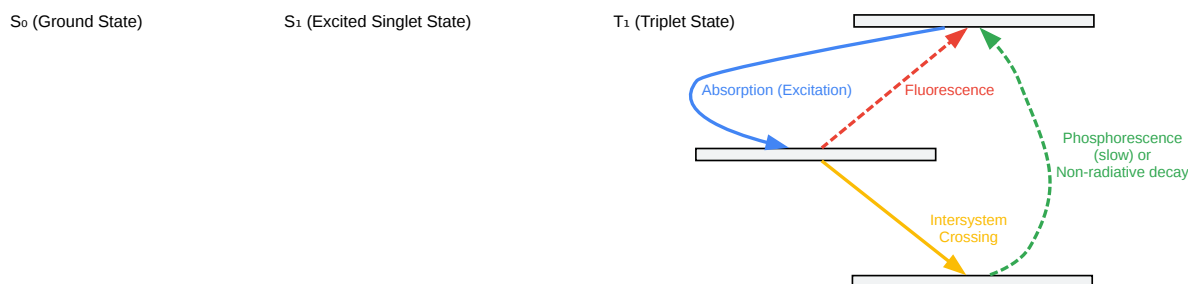 S₀ (Ground State)
S₁ (Excited Singlet State)
T₁ (Triplet State)
Absorption (Excitation)
Fluorescence
Phosphorescence
(slow) or
Non-radiative decay
Intersystem
Crossing